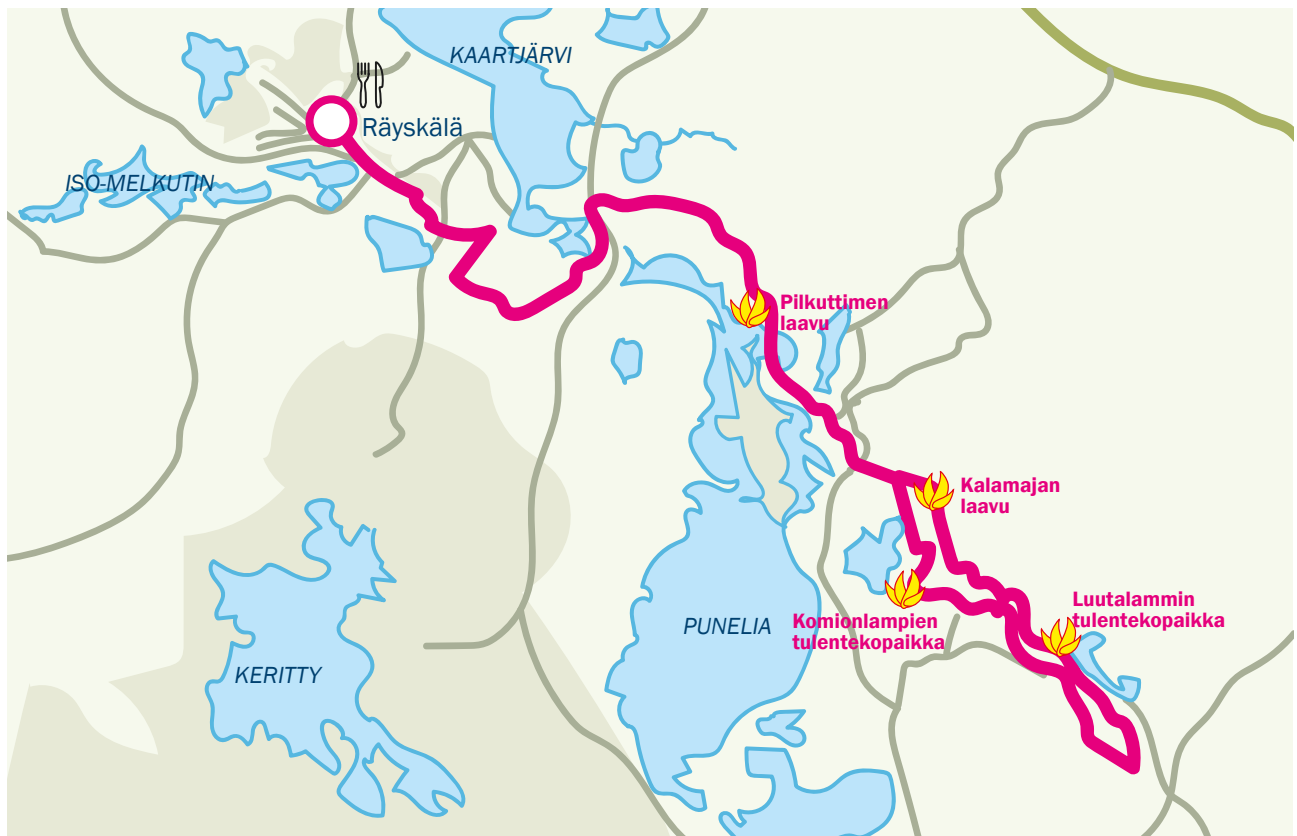 KAARTJÄRVI
Räyskälä
ISO-MELKUTIN
Pilkuttimen
laavu
Kalamajan
laavu
Luutalammin
tulentekopaikka
Komionlampien
tulentekopaikka
PUNELIA
KERITTY